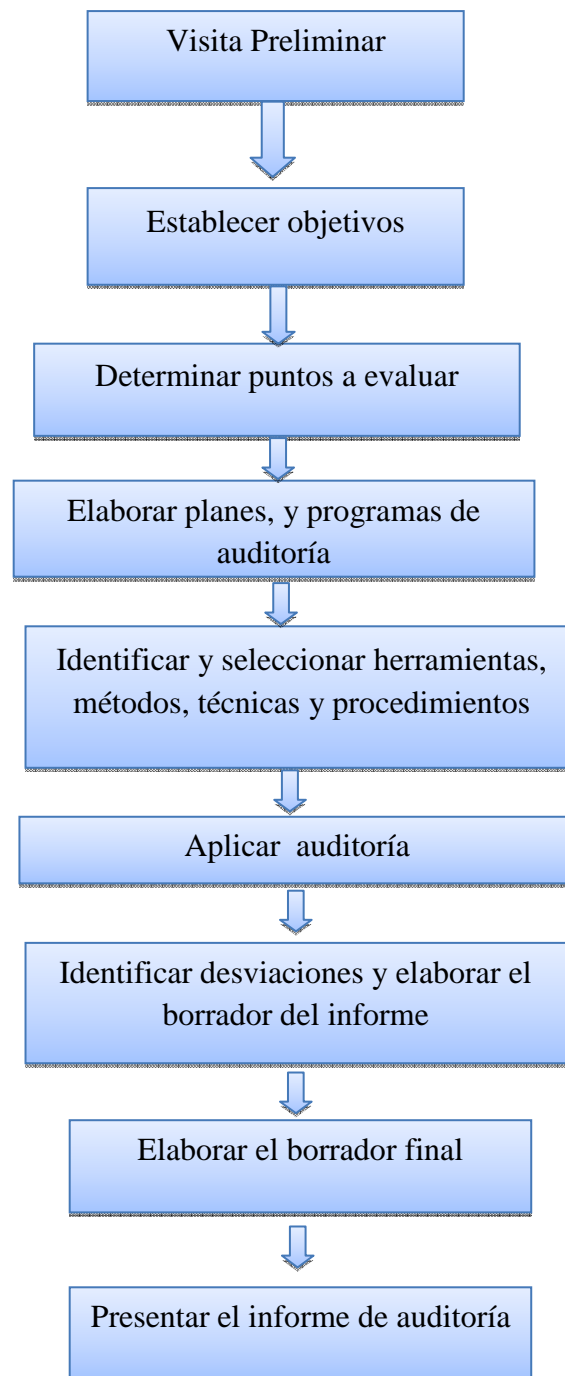 Visita Preliminar
Establecer objetivos
Determinar puntos a evaluar
Elaborar planes, y programas de
auditoría
Identificar y seleccionar herramientas,
métodos, técnicas y procedimientos
Aplicar  auditoría
Identificar desviaciones y elaborar el
borrador del informe
Elaborar el borrador final
Presentar el informe de auditoría